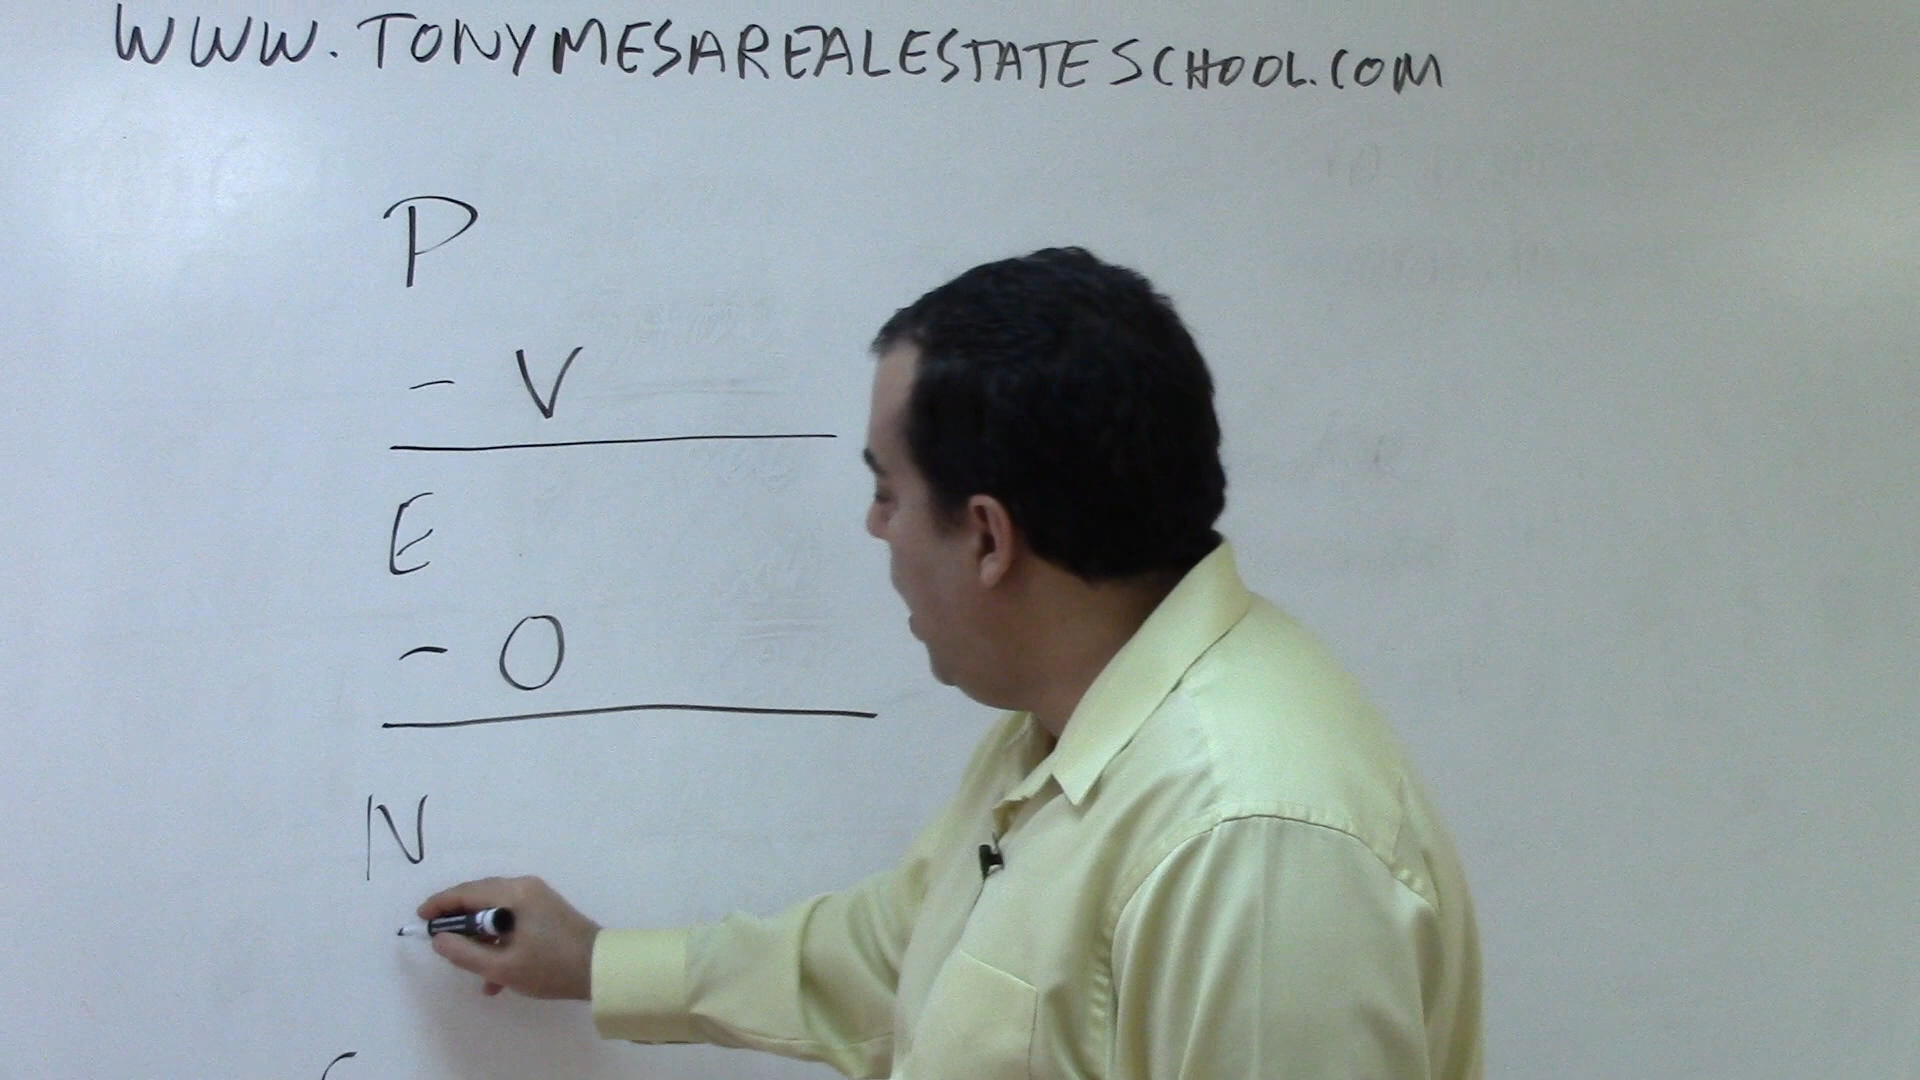 WWW.TONYMESAREALESTATESCHOOL.COM
P
- V
E
- O
N